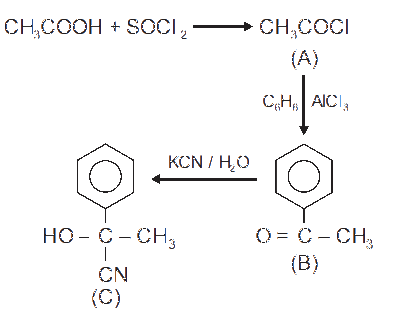 CH₃COOH + SOCl₂ ⟶ CH₃COCl
(A)
C₆H₆ AlCl₃
KCN / H₂O
HO – C – CH₃
O = C – CH₃
CN
(B)
(C)